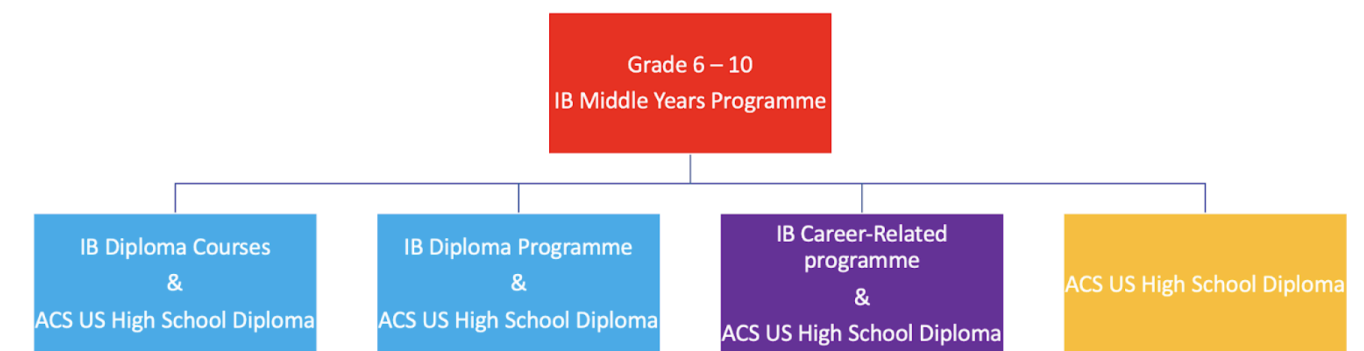 Grade 6 – 10
IB Middle Years Programme
IB Diploma Courses
&
ACS US High School Diploma
IB Diploma Programme
&
ACS US High School Diploma
IB Career-Related
programme
&
ACS US High School Diploma
ACS US High School Diploma